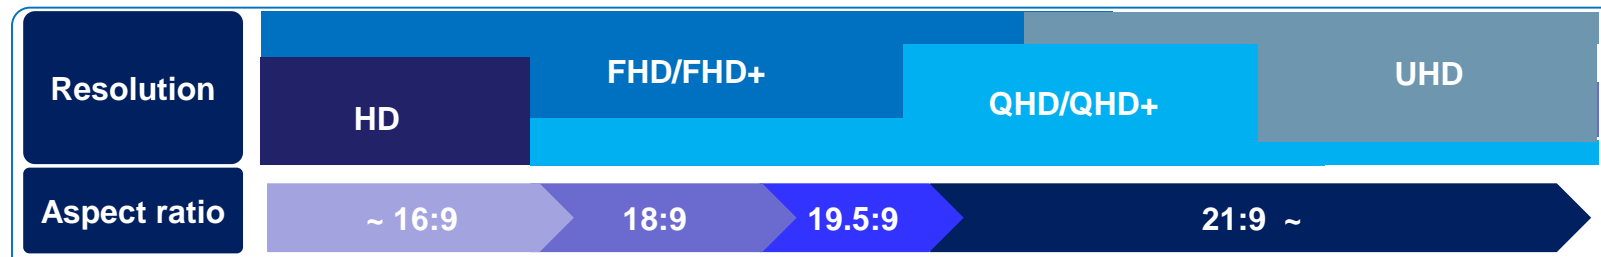 Resolution
HD
FHD/FHD+
QHD/QHD+
UHD
Aspect ratio
~ 16:9
18:9
19.5:9
21:9 ~